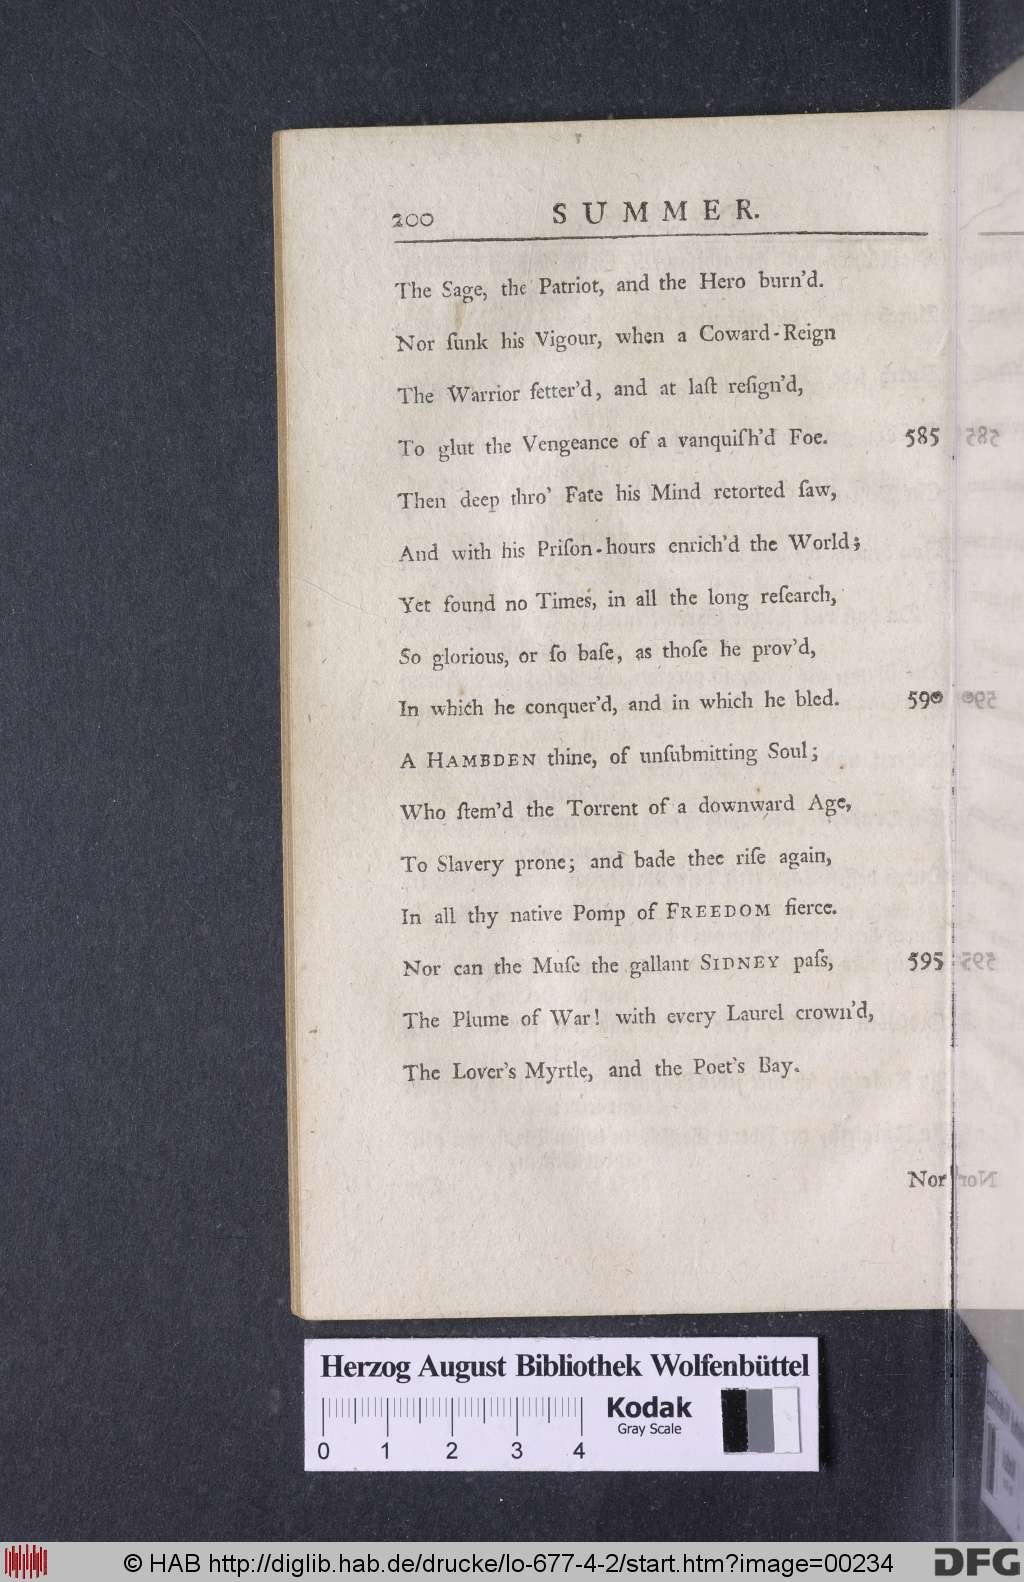 200 SUMMER.
The Sage, the Patriot, and the Hero burn'd.
Nor ſunk his Vigour, when a Coward-Reign
The Warrior fetter'd, and at laſt reſign'd,
To glut the Vengeance of a vanquiſh'd Foe. 585
Then deep thro' Fate his Mind retorted ſaw,
And with his Priſon-hours enrich'd the World;
Yet found no Times, in all the long reſearch,
So glorious, or ſo baſe, as thoſe he prov'd,
In which he conquer'd, and in which he bled. 590
A HAMBDEN thine, of unſubmitting Soul;
Who ſtem'd the Torrent of a downward Age,
To Slavery prone; and bade thee riſe again,
In all thy native Pomp of FREEDOM fierce.
Nor can the Muſe the gallant SIDNEY paſs, 595
The Plume of War! with every Laurel crown'd,
The Lover's Myrtle, and the Poet's Bay.
Nor
Herzog August Bibliothek Wolfenbüttel
Kodak
Gray Scale
0 1 2 3 4
© HAB http://diglib.hab.de/drucke/lo-677-4-2/start.htm?image=00234
DFG